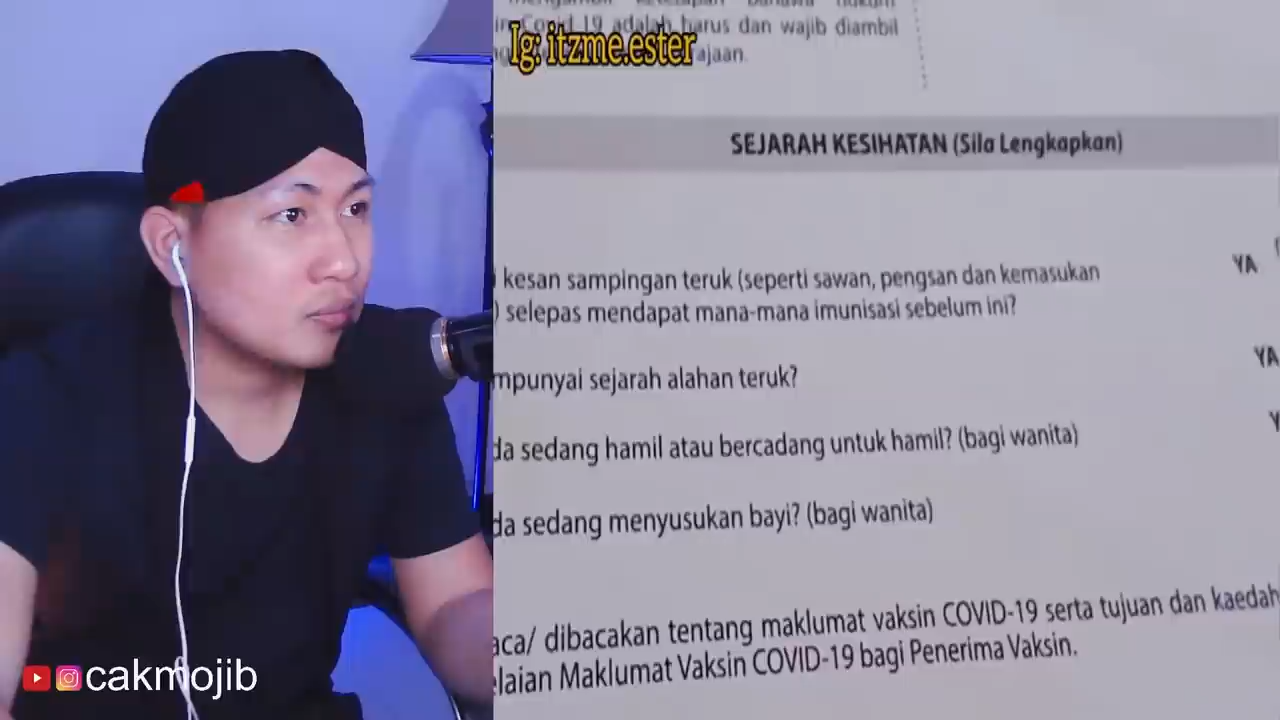 in Covid 19 adalah harus dan wajib diambil
ajaan.
Ig: itzme.ester
SEJARAH KESIHATAN (Sila Lengkapkan)
kesan sampingan teruk (seperti sawan, pengsan dan kemasukan
YA
) selepas mendapat mana-mana imunisasi sebelum ini?
mpunyai sejarah alahan teruk?
YA
da sedang hamil atau bercadang untuk hamil? (bagi wanita)
Y
da sedang menyusukan bayi? (bagi wanita)
aca/ dibacakan tentang maklumat vaksin COVID-19 serta tujuan dan kaedah
laian Maklumat Vaksin COVID-19 bagi Penerima Vaksin.
cakmojib